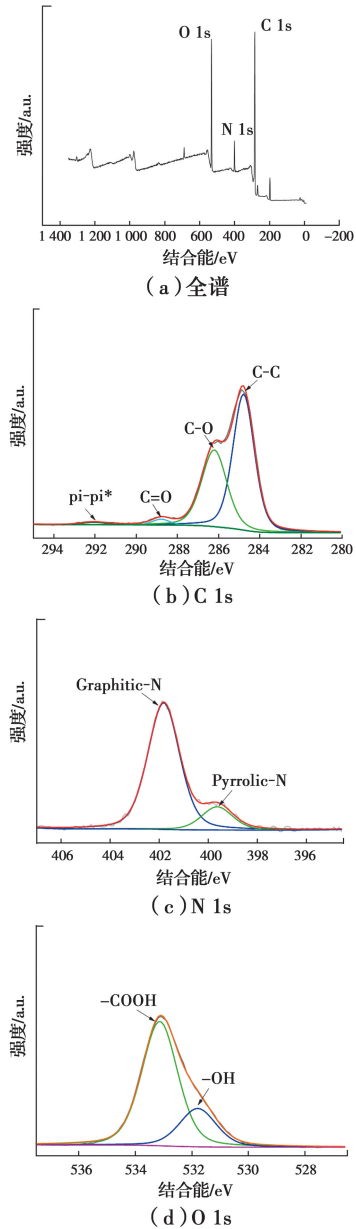 O 1s
C 1s
N 1s
强度/a.u.
1 400 1 200 1 000 800 600 400 200 0 -200
结合能/eV
(a)全谱
C-C
C-O
pi-pi*
C=O
强度/a.u.
294 292 290 288 286 284 282 280
结合能/eV
(b)C 1s
Graphitic-N
Pyrrolic-N
强度/a.u.
406 404 402 400 398 396
结合能/eV
(c)N 1s
-COOH
-OH
强度/a.u.
536 534 532 530 528
结合能/eV
(d)O 1s